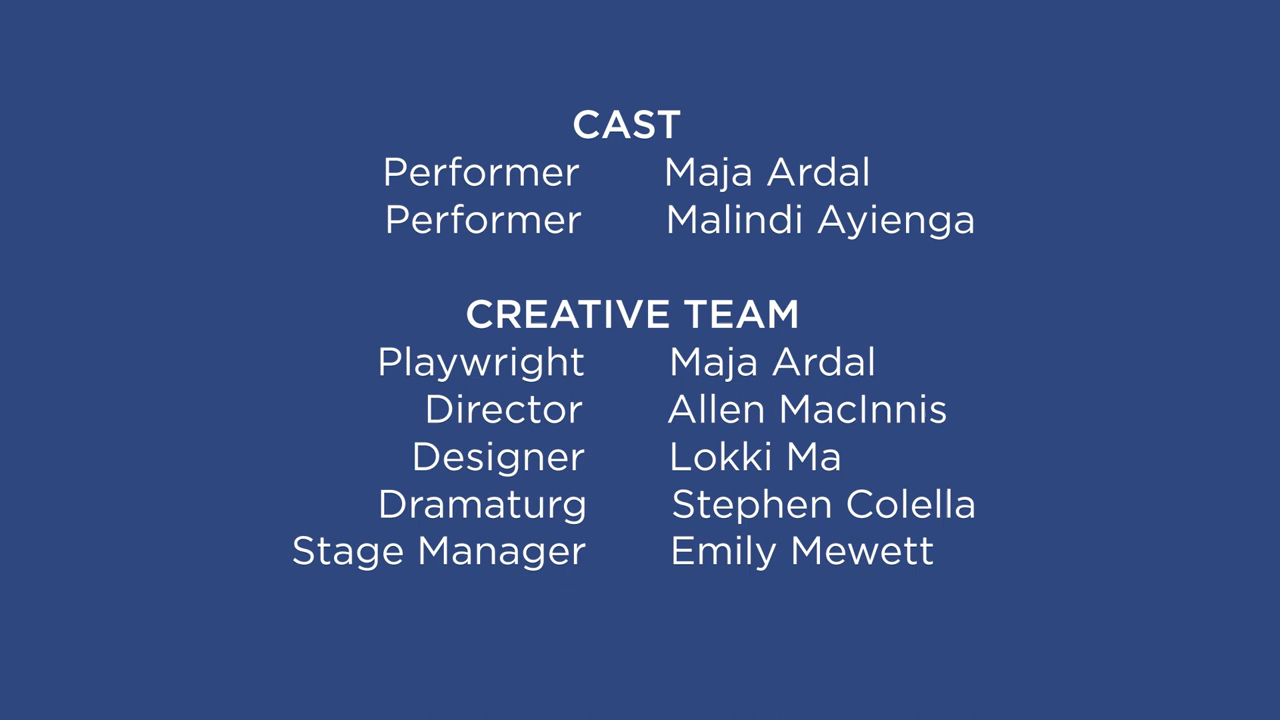 CAST
Performer Maja Ardal
Performer Malindi Ayienga
CREATIVE TEAM
Playwright Maja Ardal
Director Allen MacInnis
Designer Lokki Ma
Dramaturg Stephen Colella
Stage Manager Emily Mewett